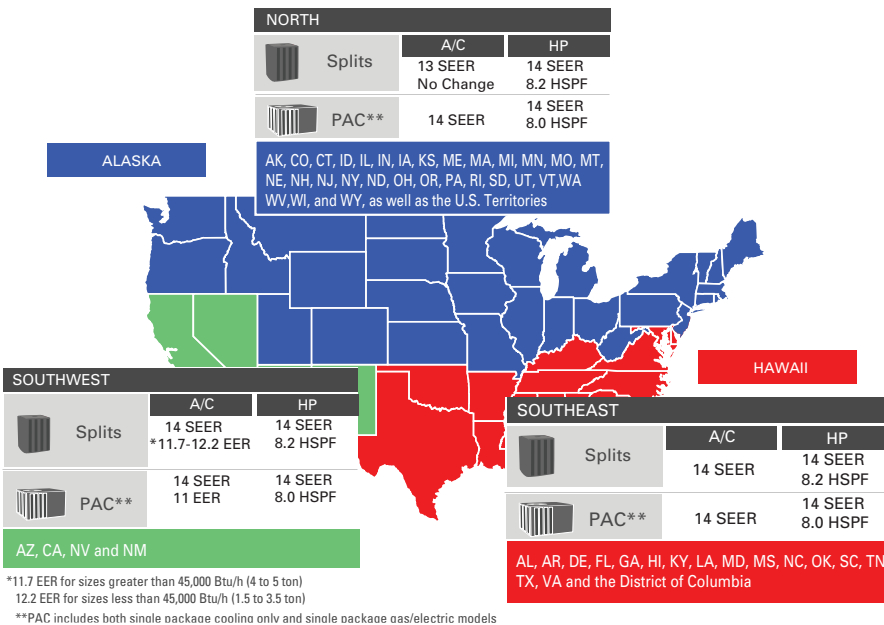 NORTH
A/C HP
Splits 13 SEER 14 SEER
No Change 8.2 HSPF
PAC** 14 SEER 14 SEER
8.0 HSPF
ALASKA
AK, CO, CT, ID, IL, IN, IA, KS, ME, MA, MI, MN, MO, MT,
NE, NH, NJ, NY, ND, OH, OR, PA, RI, SD, UT, VT,WA
WV,WI, and WY, as well as the U.S. Territories
HAWAII
SOUTHWEST
A/C HP
Splits 14 SEER 14 SEER
*11.7-12.2 EER 8.2 HSPF
PAC** 14 SEER 14 SEER
11 EER 8.0 HSPF
AZ, CA, NV and NM
*11.7 EER for sizes greater than 45,000 Btu/h (4 to 5 ton)
12.2 EER for sizes less than 45,000 Btu/h (1.5 to 3.5 ton)
**PAC includes both single package cooling only and single package gas/electric models
SOUTHEAST
A/C HP
Splits 14 SEER 14 SEER
8.2 HSPF
PAC** 14 SEER 14 SEER
8.0 HSPF
AL, AR, DE, FL, GA, HI, KY, LA, MD, MS, NC, OK, SC, TN
TX, VA and the District of Columbia